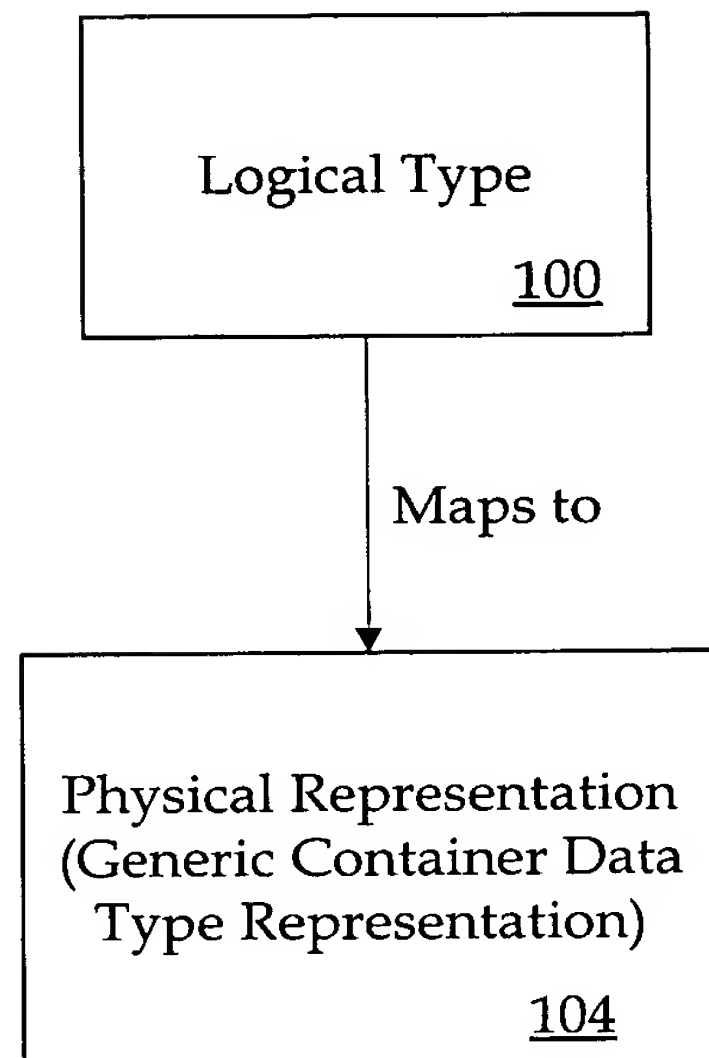 Logical Type
100
Maps to
Physical Representation
(Generic Container Data
Type Representation)
104